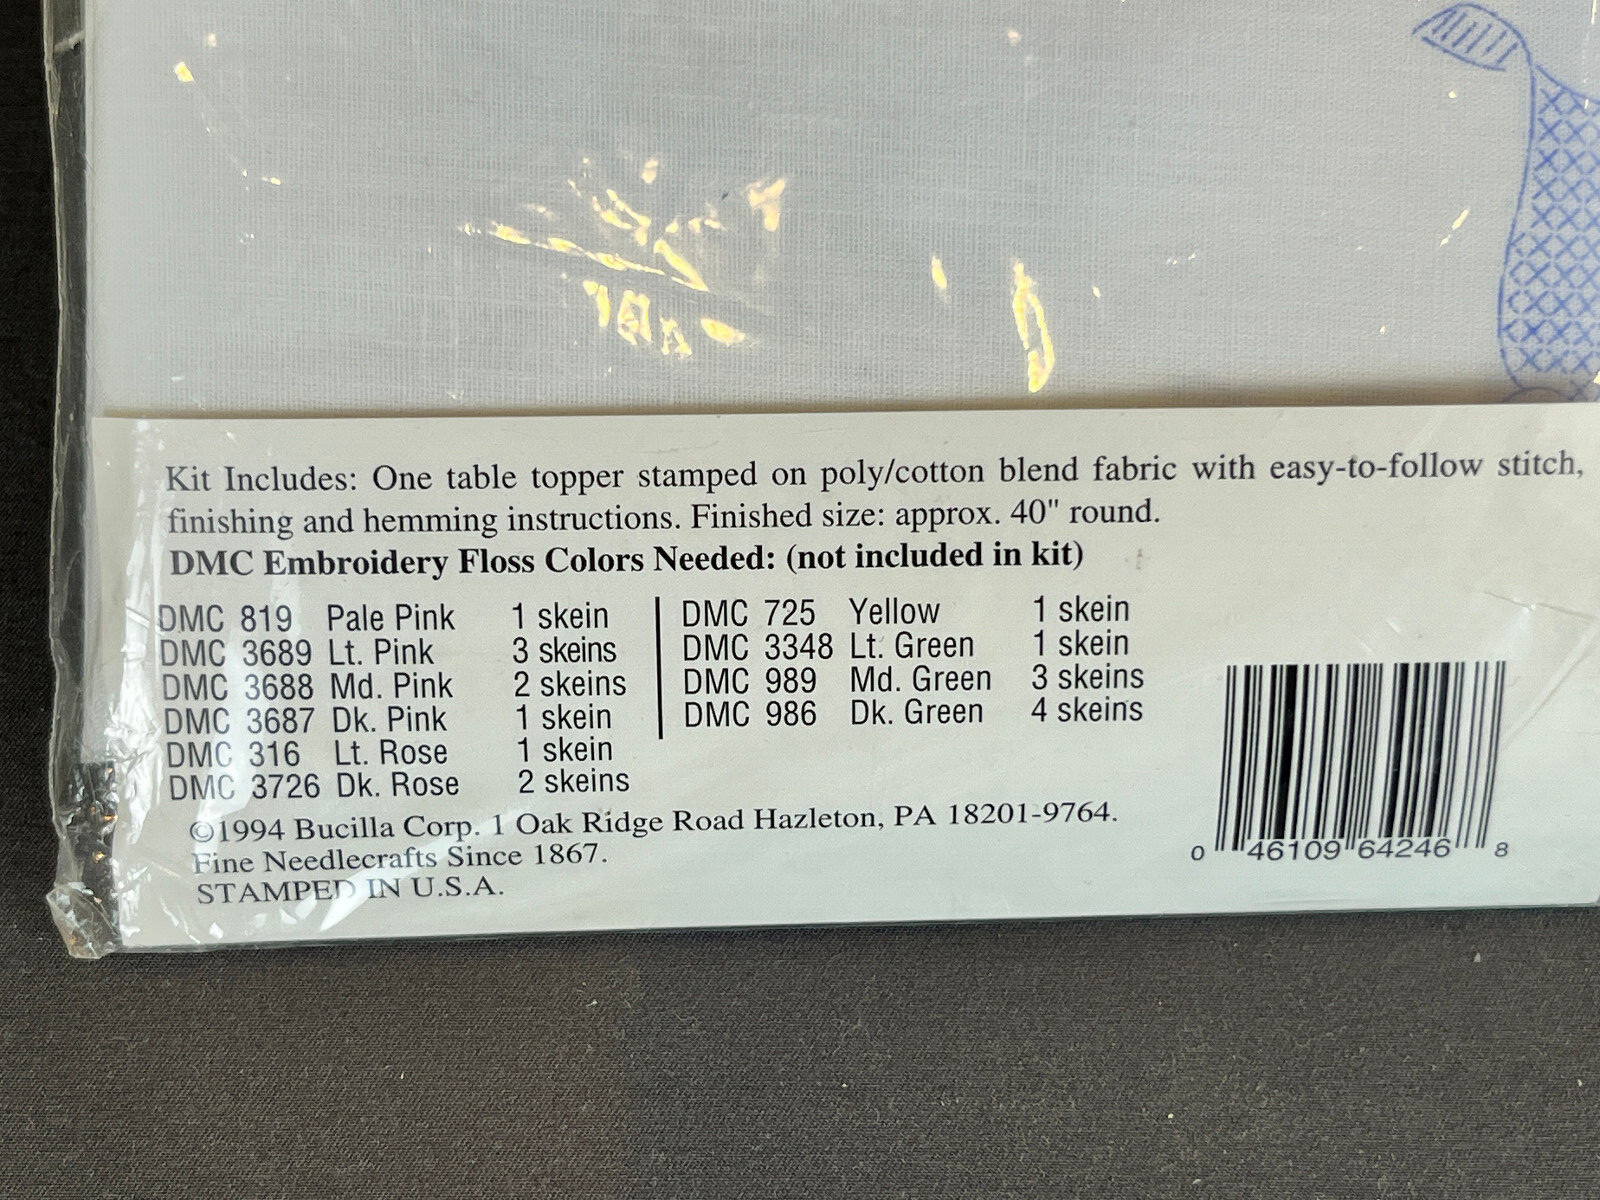 Kit Includes: One table topper stamped on poly/cotton blend fabric with easy-to-follow stitch,
finishing and hemming instructions. Finished size: approx. 40" round.
DMC Embroidery Floss Colors Needed: (not included in kit)
DMC 819 Pale Pink 1 skein
DMC 3689 Lt. Pink 3 skeins
DMC 3688 Md. Pink 2 skeins
DMC 3687 Dk. Pink 1 skein
DMC 316 Lt. Rose 1 skein
DMC 3726 Dk. Rose 2 skeins
DMC 725 Yellow 1 skein
DMC 3348 Lt. Green 1 skein
DMC 989 Md. Green 3 skeins
DMC 986 Dk. Green 4 skeins
©1994 Bucilla Corp. 1 Oak Ridge Road Hazleton, PA 18201-9764.
Fine Needlecrafts Since 1867.
STAMPED IN U.S.A.
0 46109 64246 8